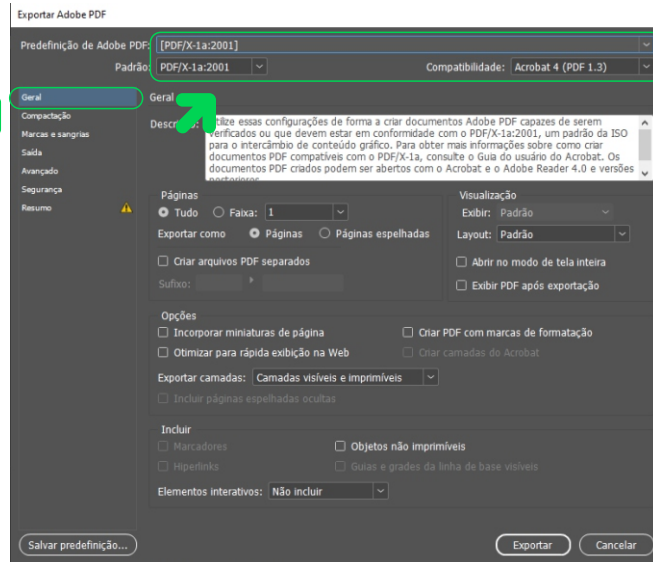 Exportar Adobe PDF
Predefinição de Adobe PDF: [PDF/X-1a:2001]
Padrão: PDF/X-1a:2001 Compatibilidade: Acrobat 4 (PDF 1.3)
Geral
Compactação
Marcas e sangrias
Saída
Avançado
Segurança
Resumo
Geral
Utilize essas configurações de forma a criar documentos Adobe PDF capazes de serem
verificados ou que devem estar em conformidade com o PDF/X-1a:2001, um padrão da ISO
para o intercâmbio de conteúdo gráfico. Para obter mais informações sobre como criar
documentos PDF compatíveis com o PDF/X-1a, consulte o Guia do usuário do Acrobat. Os
documentos PDF criados podem ser abertos com o Acrobat e o Adobe Reader 4.0 e versões
posteriores.
Páginas
Tudo Faixa: 1
Exportar como Páginas Páginas espelhadas
Criar arquivos PDF separados
Sufixo:
Visualização
Exibir: Padrão
Layout: Padrão
Abrir no modo de tela inteira
Exibir PDF após exportação
Opções
Incorporar miniaturas de página Criar PDF com marcas de formatação
Otimizar para rápida exibição na Web Criar camadas do Acrobat
Exportar camadas: Camadas visíveis e imprimíveis
Incluir páginas espelhadas ocultas
Incluir
Marcadores Objetos não imprimíveis
Hiperlinks Guias e grades da linha de base visíveis
Elementos interativos: Não incluir
Salvar predefinição... Exportar Cancelar